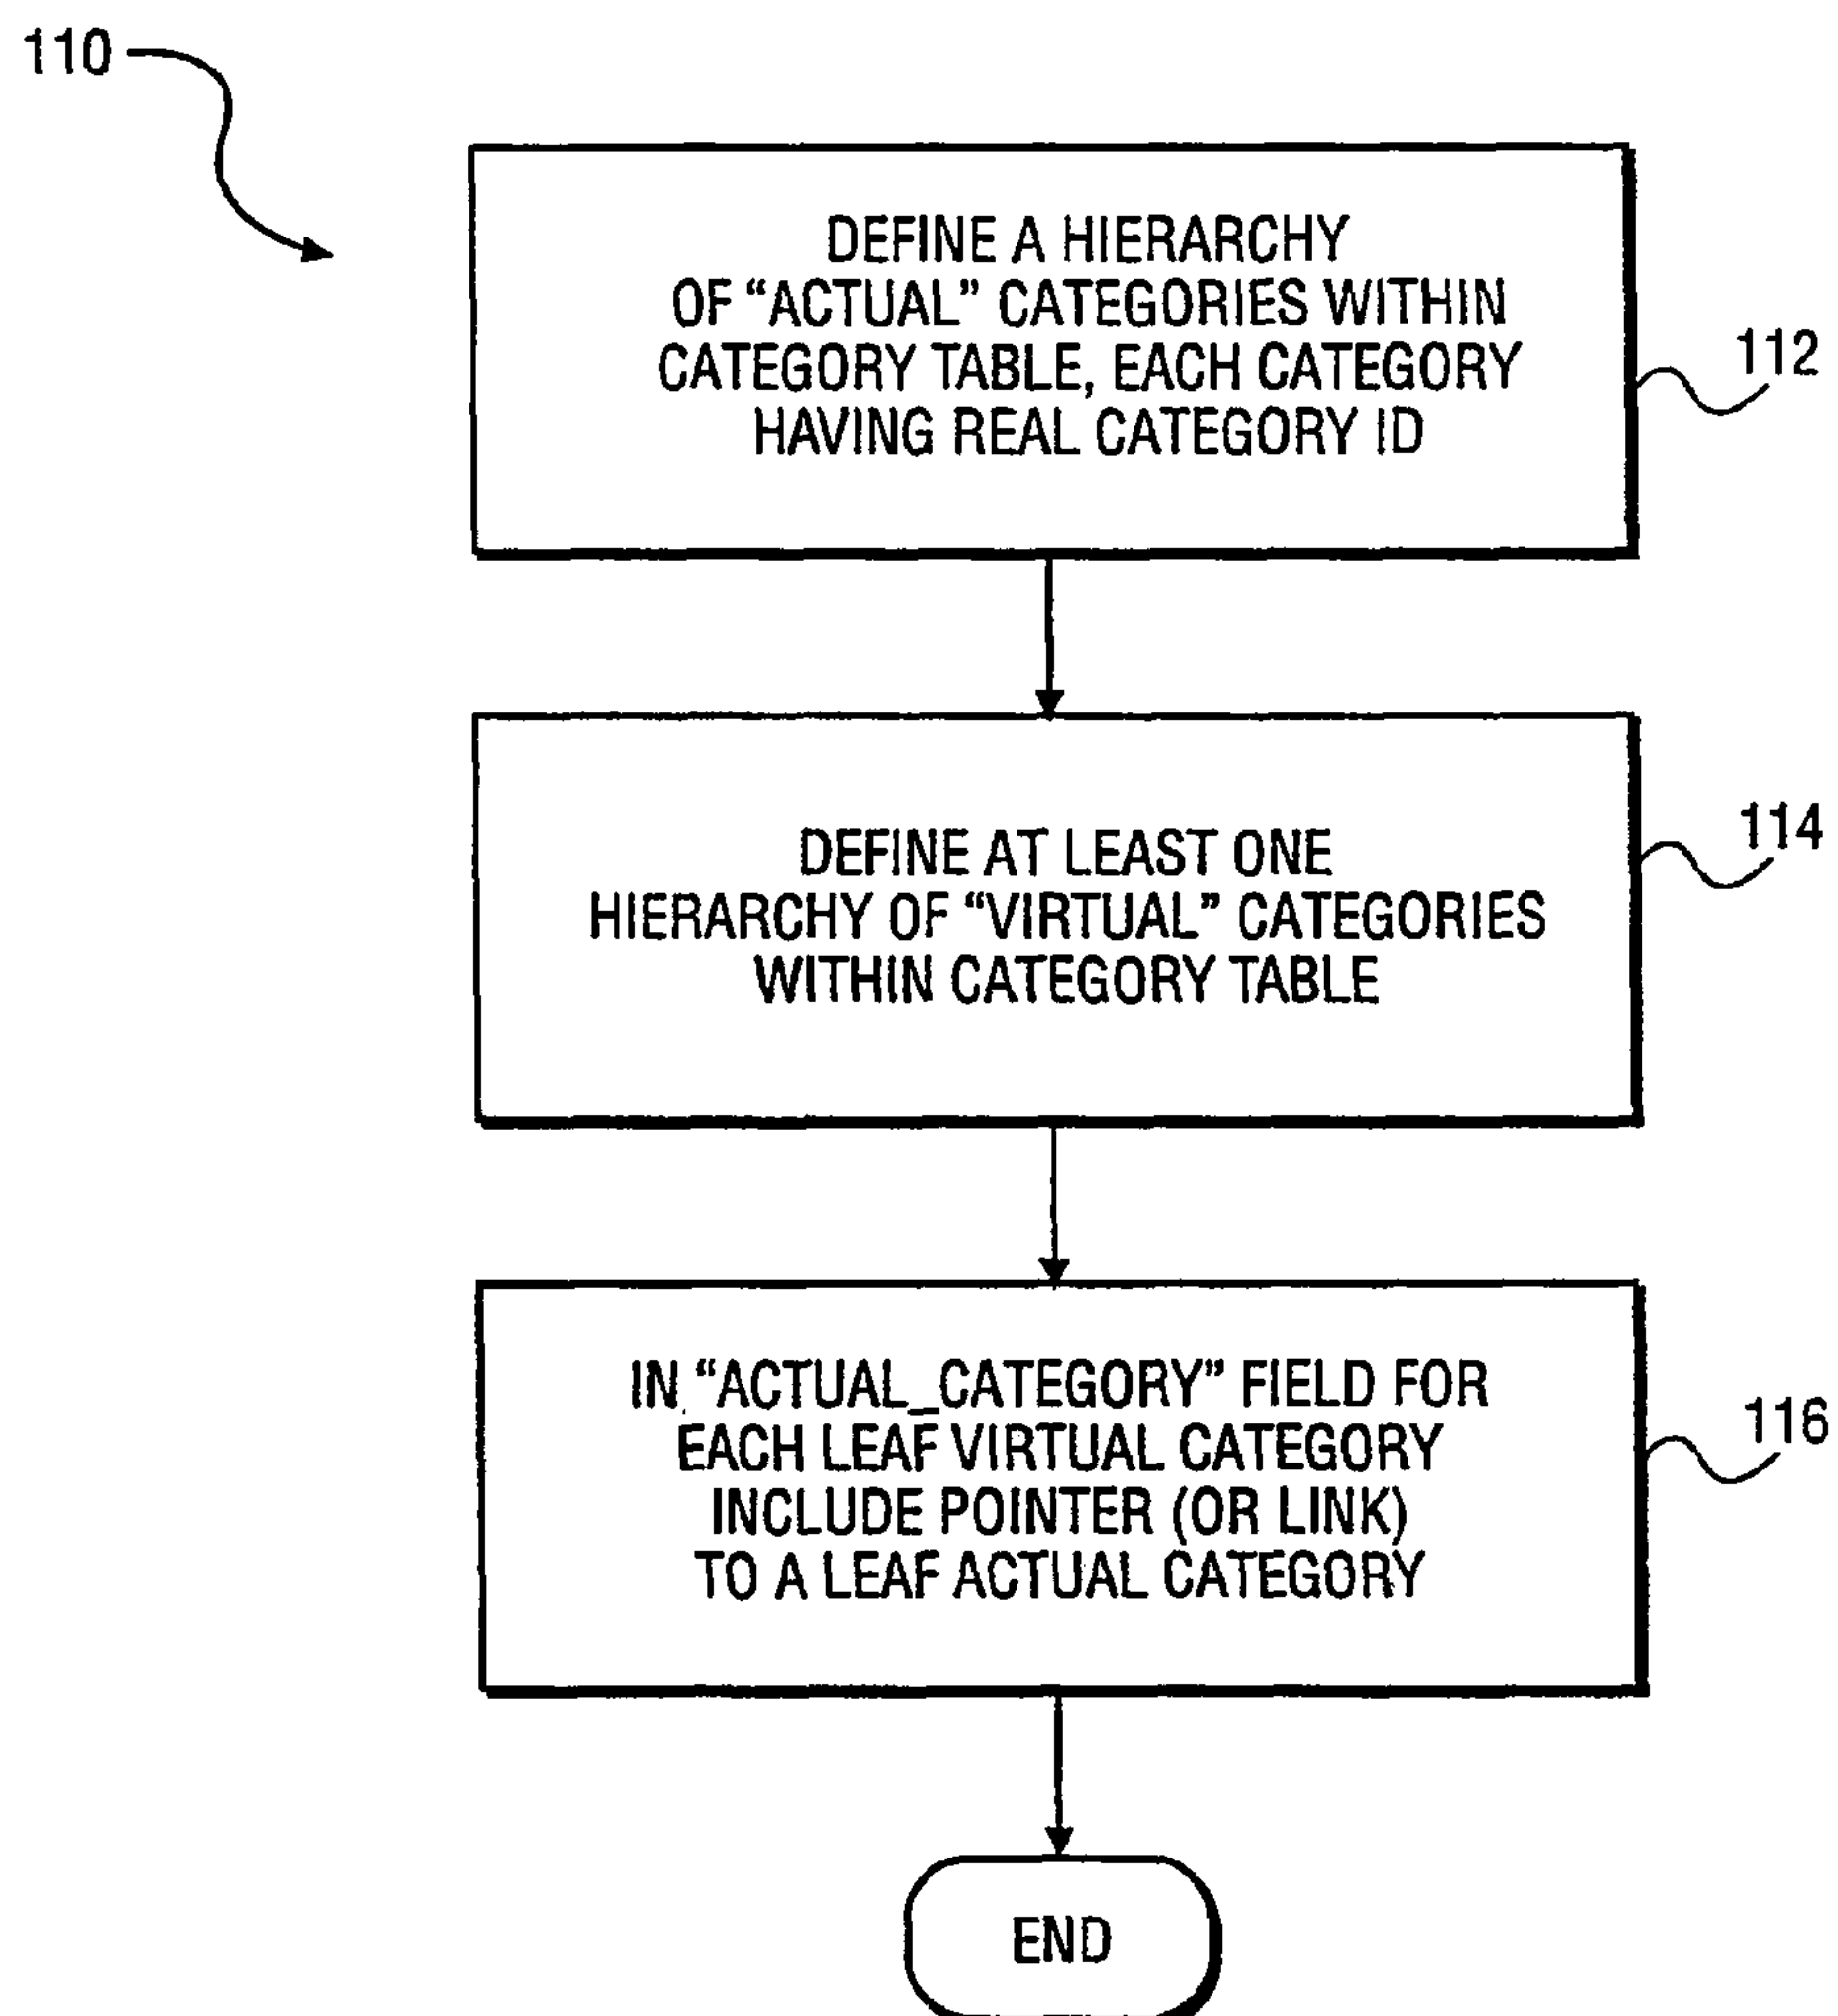 110
DEFINE A HIERARCHY
OF “ACTUAL” CATEGORIES WITHIN
CATEGORY TABLE, EACH CATEGORY
HAVING REAL CATEGORY ID
112
DEFINE AT LEAST ONE
HIERARCHY OF “VIRTUAL” CATEGORIES
WITHIN CATEGORY TABLE
114
IN “ACTUAL_CATEGORY” FIELD FOR
EACH LEAF VIRTUAL CATEGORY
INCLUDE POINTER (OR LINK)
TO A LEAF ACTUAL CATEGORY
116
END